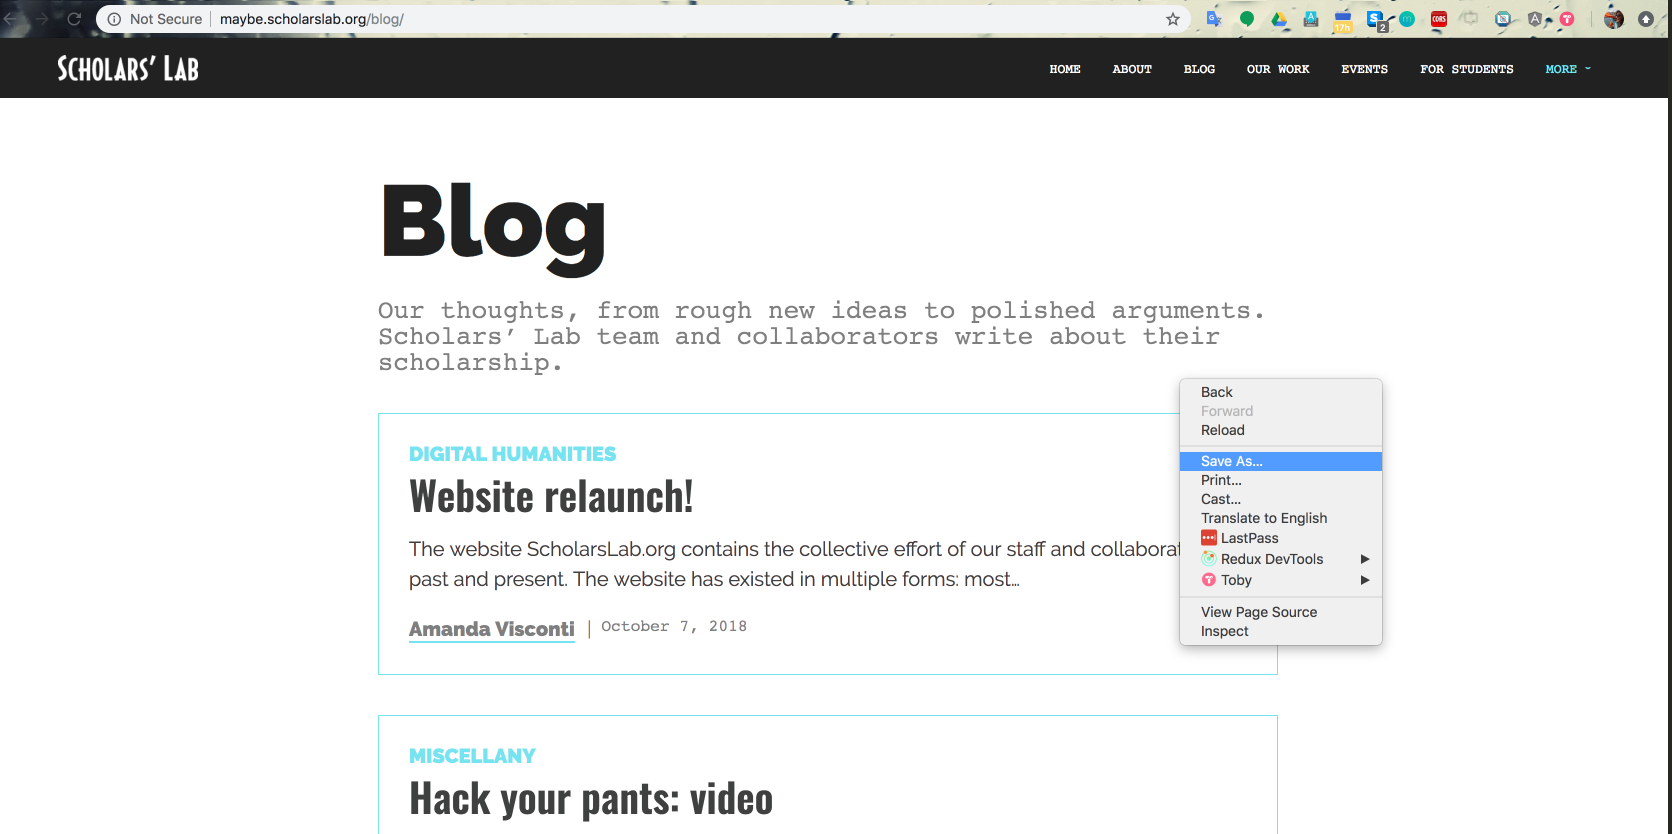 Not Secure maybe.scholarslab.org/blog/
17h
2
CORS
SCHOLARS' LAB
HOME ABOUT BLOG OUR WORK EVENTS FOR STUDENTS MORE
Blog
Our thoughts, from rough new ideas to polished arguments.
Scholars’ Lab team and collaborators write about their
scholarship.
DIGITAL HUMANITIES
Website relaunch!
The website ScholarsLab.org contains the collective effort of our staff and collaborat
past and present. The website has existed in multiple forms: most…
Amanda Visconti | October 7, 2018
Back
Forward
Reload
Save As...
Print...
Cast...
Translate to English
LastPass
Redux DevTools
Toby
View Page Source
Inspect
MISCELLANY
Hack your pants: video